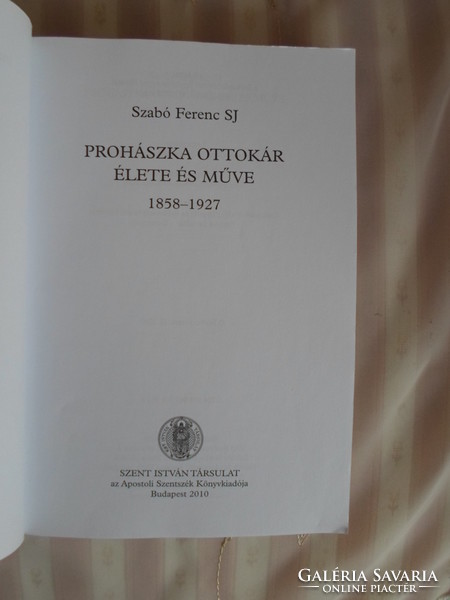 Szabó Ferenc SJ
PROHÁSZKA OTTOKÁR
ÉLETE ÉS MŰVE
1858–1927
SZENT ISTVÁN TÁRSULAT
az Apostoli Szentszék Könyvkiadója
Budapest 2010
GALÉRIA SAVARIA
ONLINE PIACTÉR